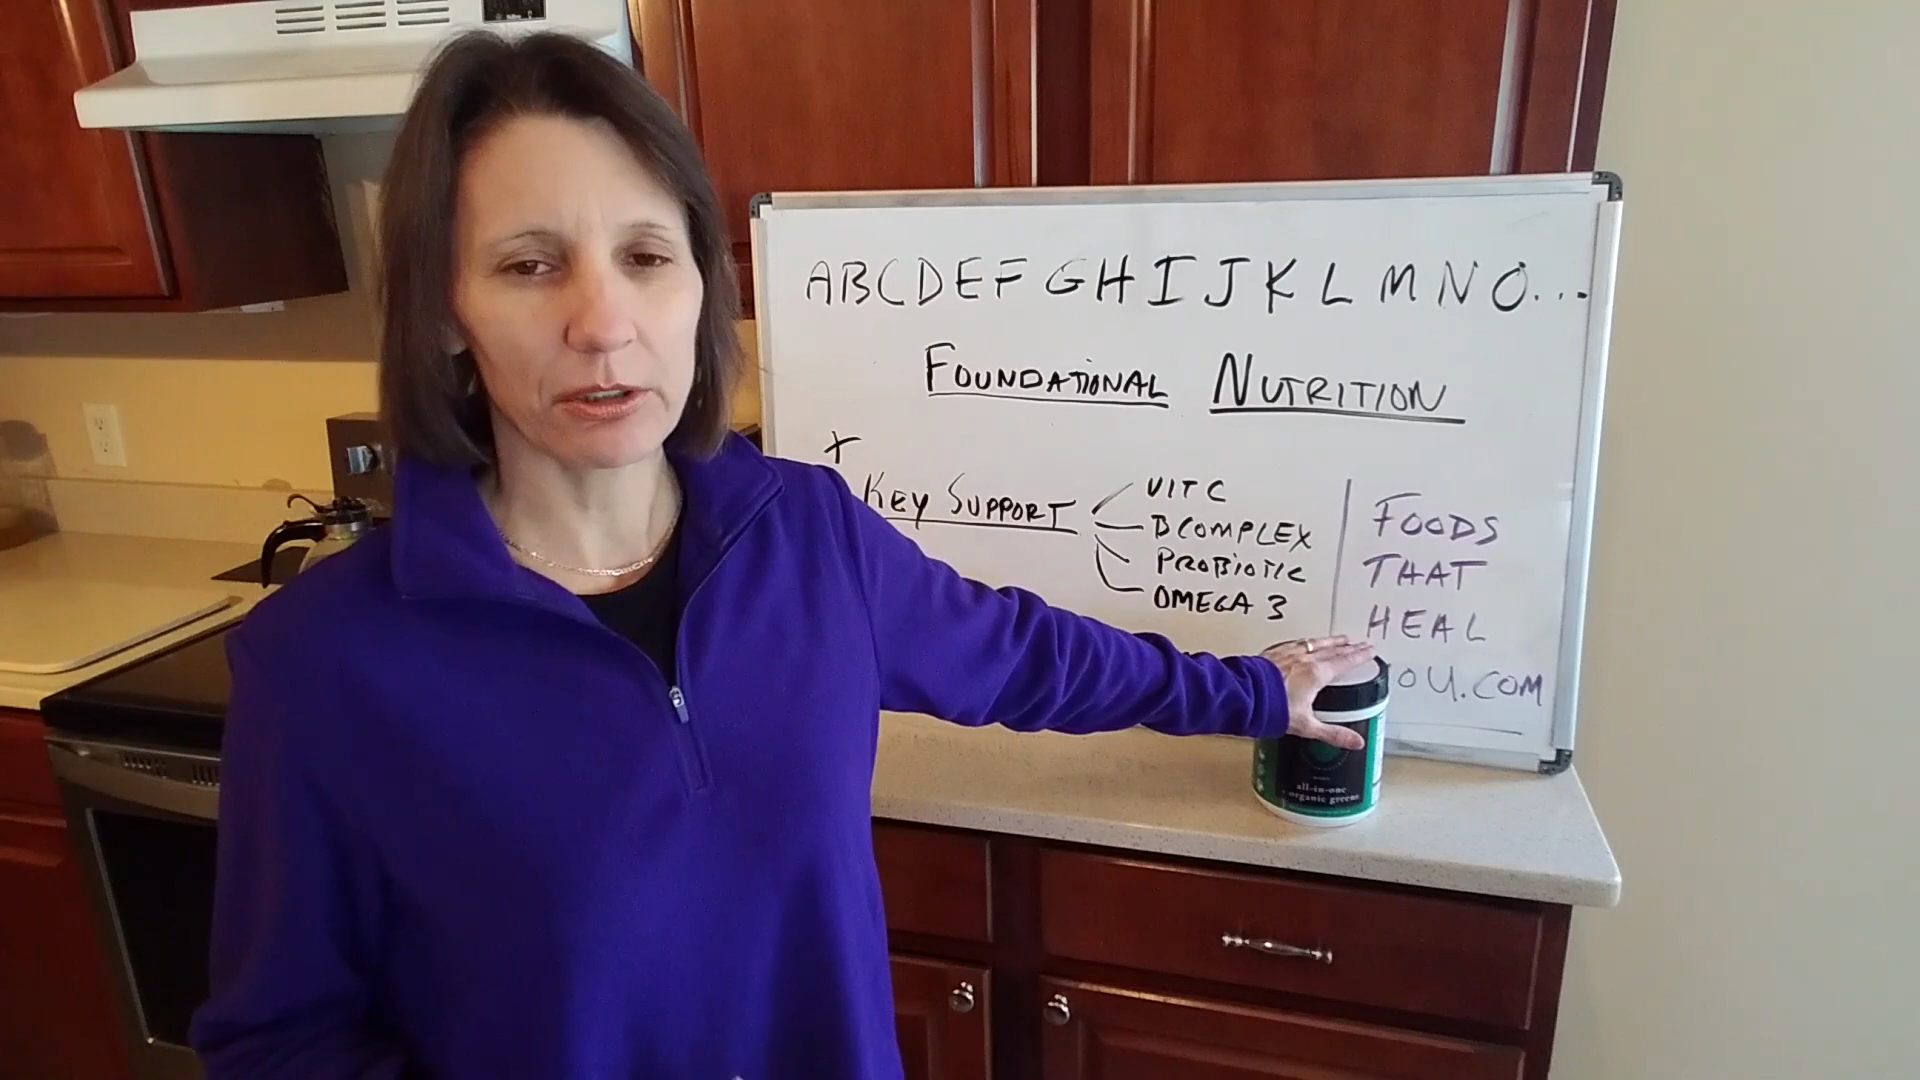 ABCDEFGHIJKLMNO...
FOUNDATIONAL NUTRITION
+
KEY SUPPORT
VIT C
B COMPLEX
PROBIOTIC
OMEGA 3
FOODS
THAT
HEAL
OU.COM
all-in-one
organic greens